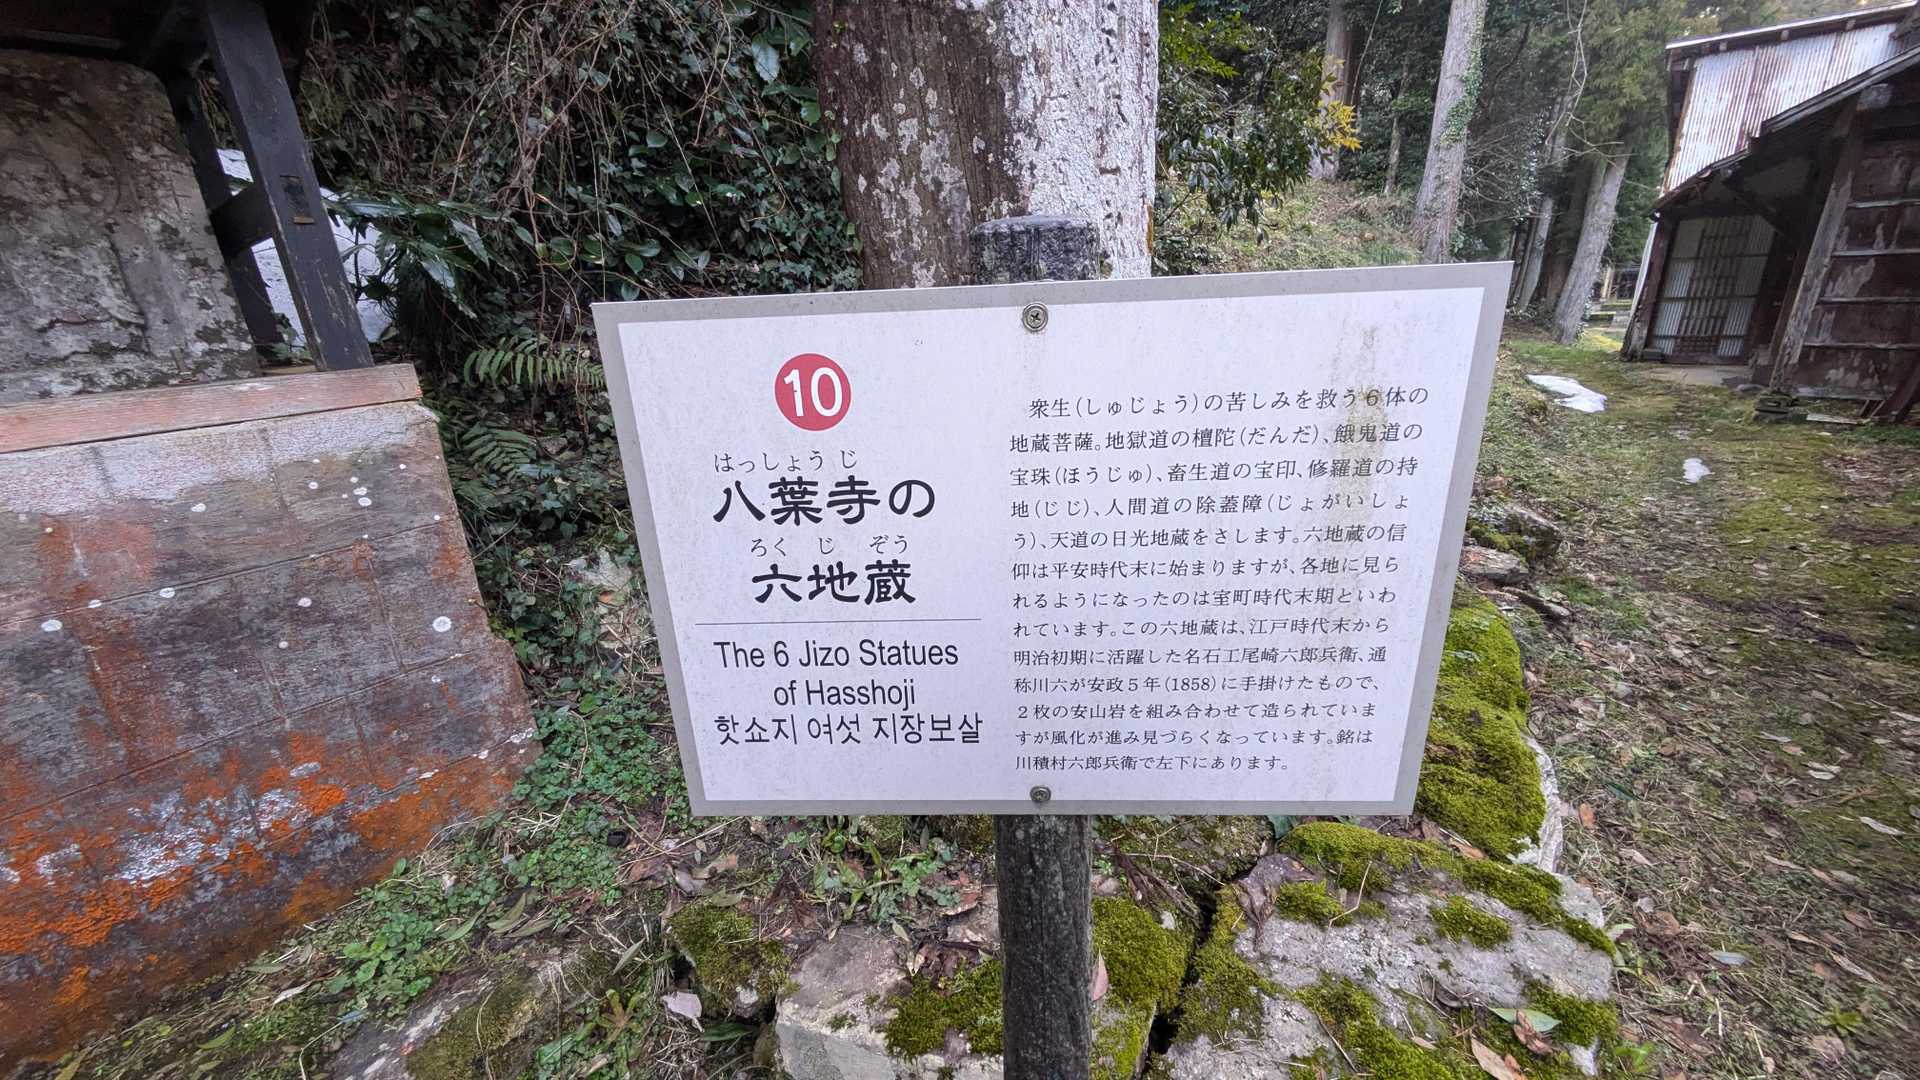 10
はっしょうじ
八葉寺の
ろくじぞう
六地蔵
The 6 Jizo Statues
of Hasshoji
핫쇼지 여섯 지장보살
衆生(しゅじょう)の苦しみを救う6体の
地蔵菩薩。地獄道の檀陀(だんだ)、餓鬼道の
宝珠(ほうじゅ)、畜生道の宝印、修羅道の持
地(じじ)、人間道の除蓋障(じょがいしょ
う)、天道の日光地蔵をさします。六地蔵の信
仰は平安時代末に始まりますが、各地に見ら
れるようになったのは室町時代末期といわ
れています。この六地蔵は、江戸時代末から
明治初期に活躍した名石工尾崎六郎兵衛、通
称川六が安政5年(1858)に手掛けたもので、
2枚の安山岩を組み合わせて造られていま
すが風化が進み見づらくなっています。銘は
川積村六郎兵衛で左下にあります。